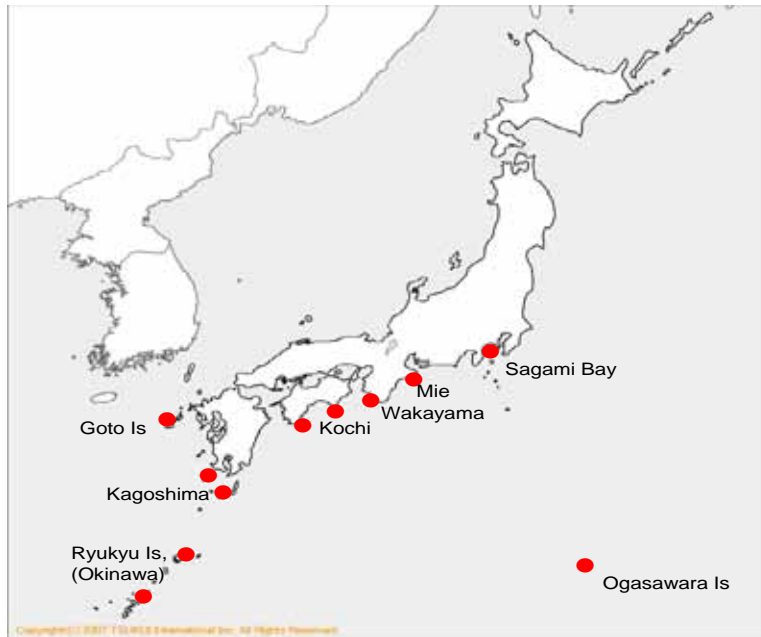 Sagami Bay
Mie
Wakayama
Kochi
Goto Is
Kagoshima
Ryukyu Is,
(Okinawa)
Ogasawara Is